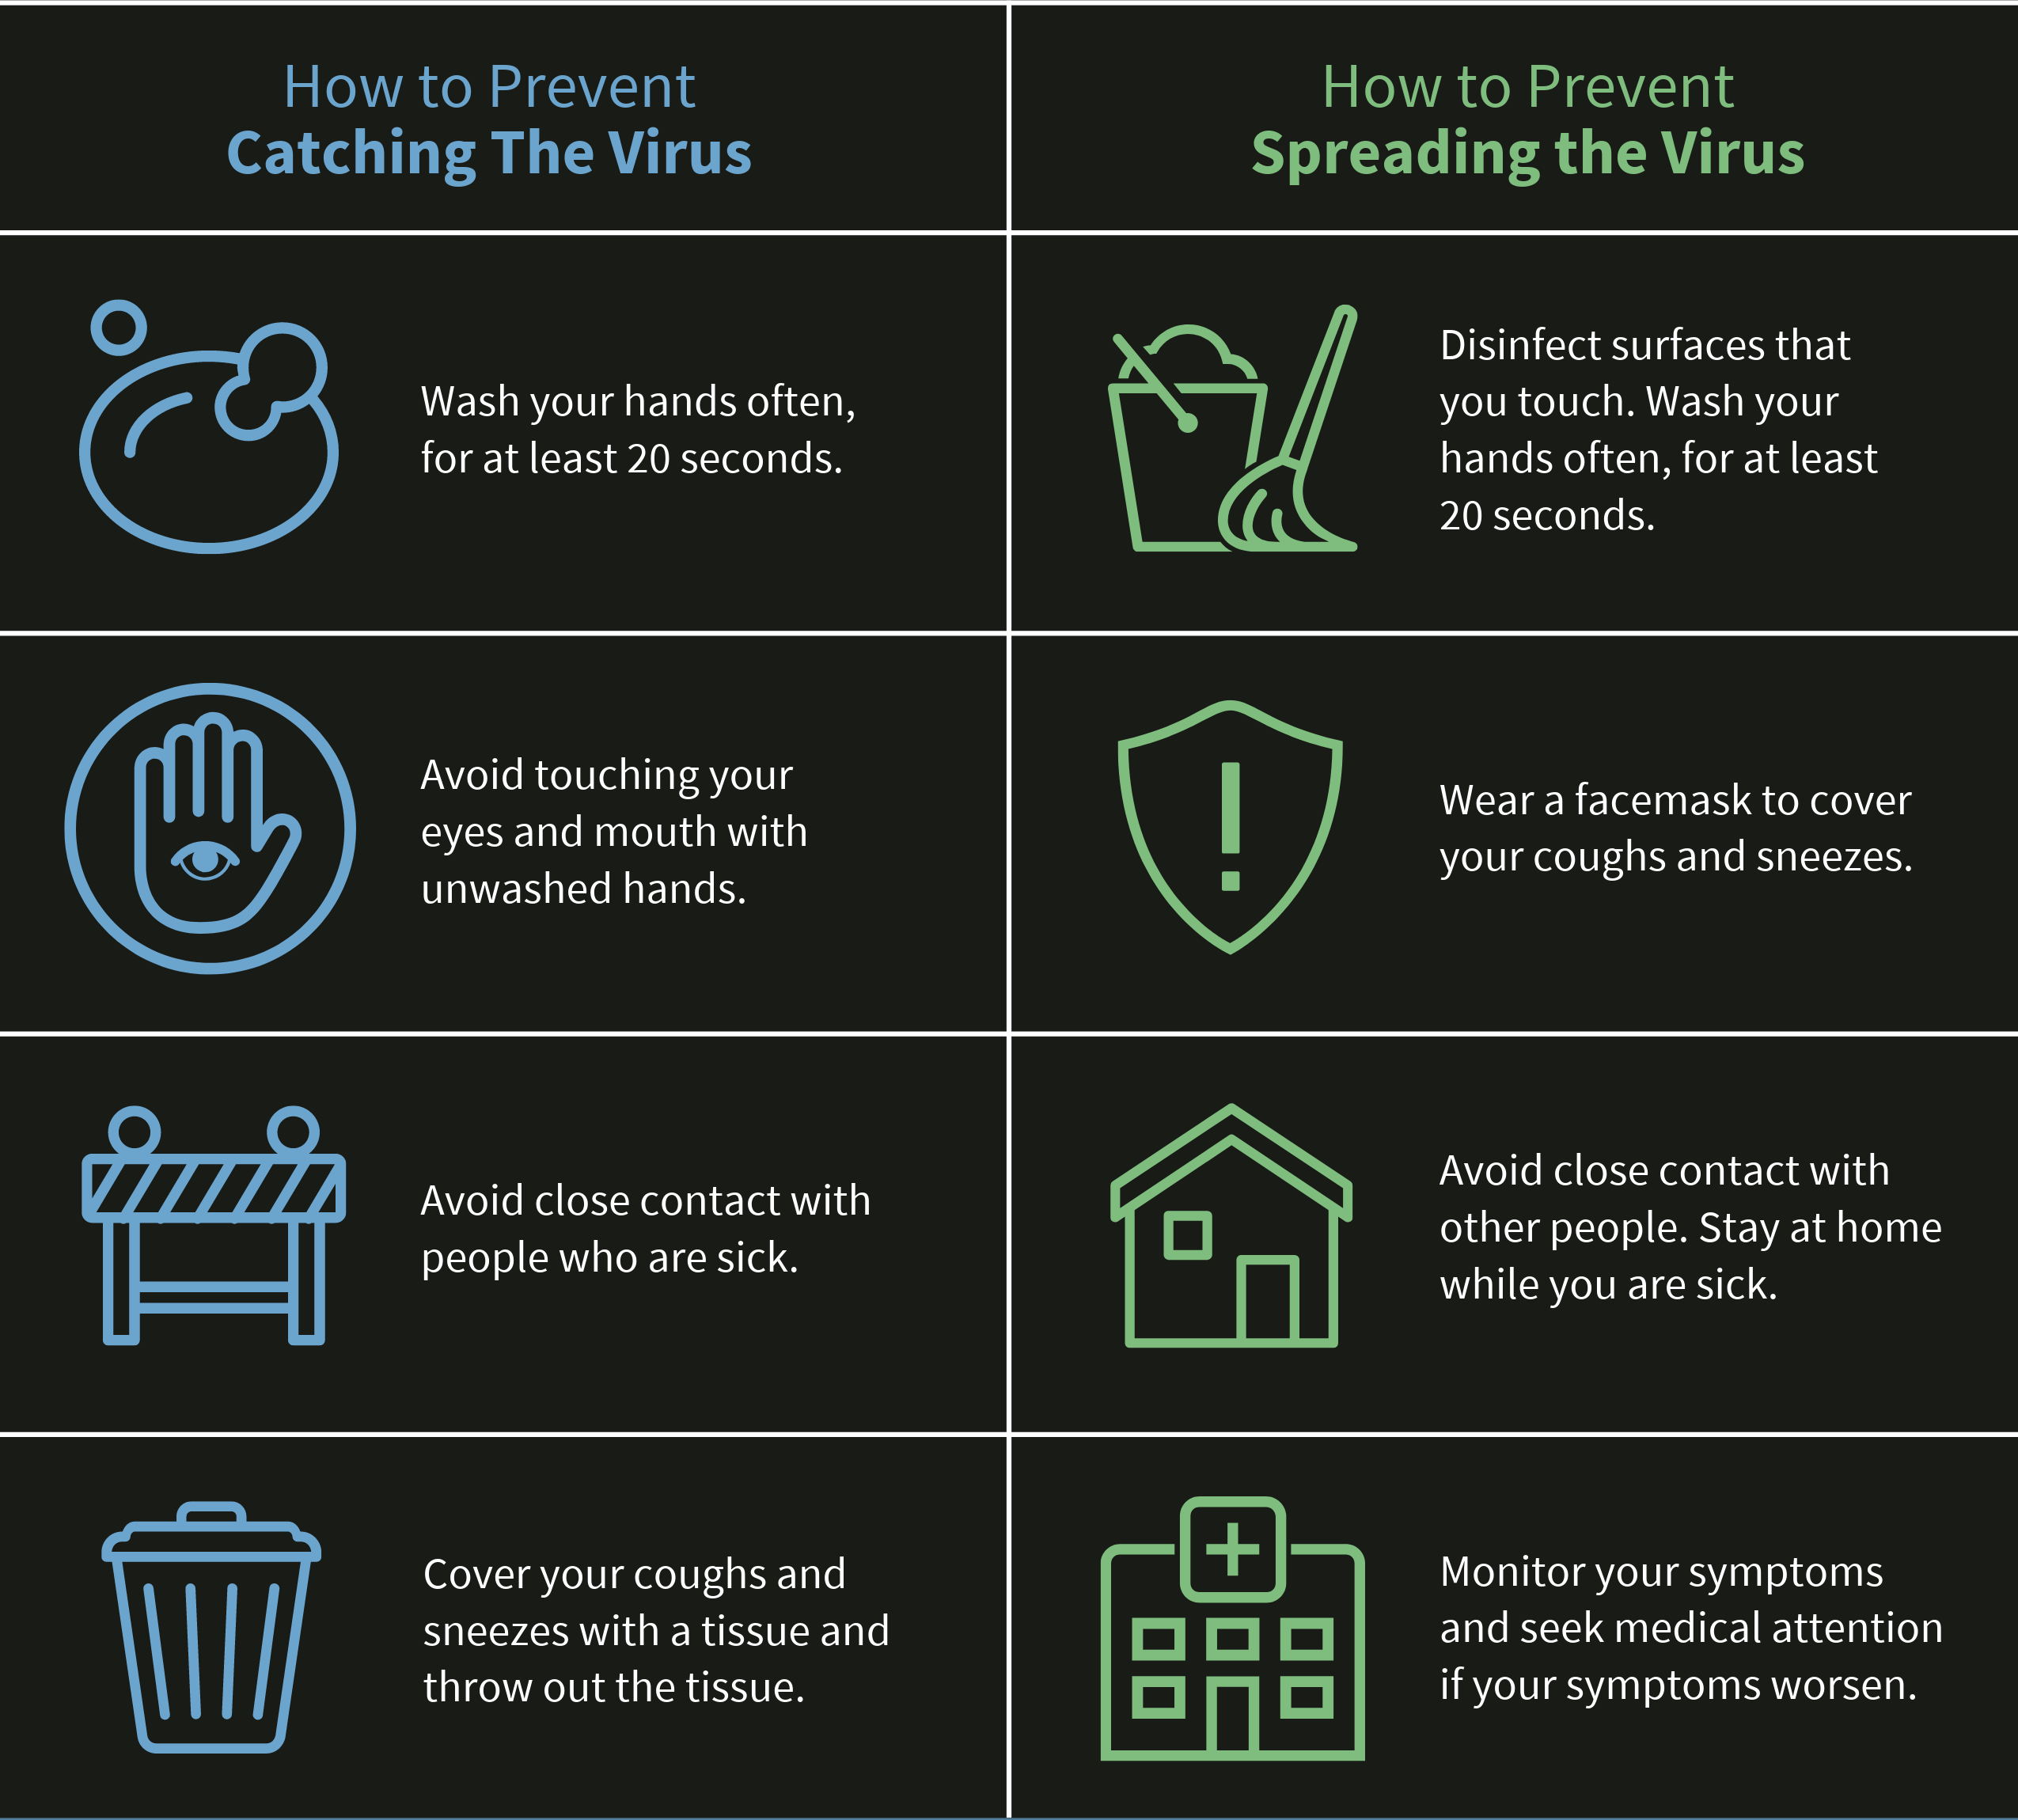 How to Prevent
Catching The Virus
How to Prevent
Spreading the Virus
Wash your hands often,
for at least 20 seconds.
Disinfect surfaces that
you touch. Wash your
hands often, for at least
20 seconds.
Avoid touching your
eyes and mouth with
unwashed hands.
Wear a facemask to cover
your coughs and sneezes.
Avoid close contact with
people who are sick.
Avoid close contact with
other people. Stay at home
while you are sick.
Cover your coughs and
sneezes with a tissue and
throw out the tissue.
Monitor your symptoms
and seek medical attention
if your symptoms worsen.